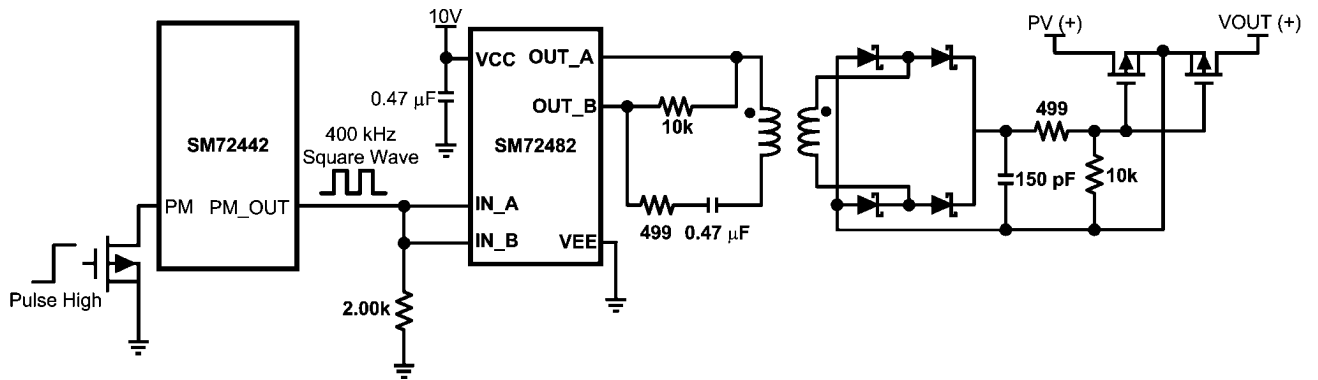 10V
PV (+)
VOUT (+)
VCC
OUT_A
0.47 μF
OUT_B
10k
499
SM72442
400 kHz
Square Wave
SM72482
150 pF
10k
PM
PM_OUT
IN_A
IN_B
499
0.47 μF
VEE
Pulse High
2.00k